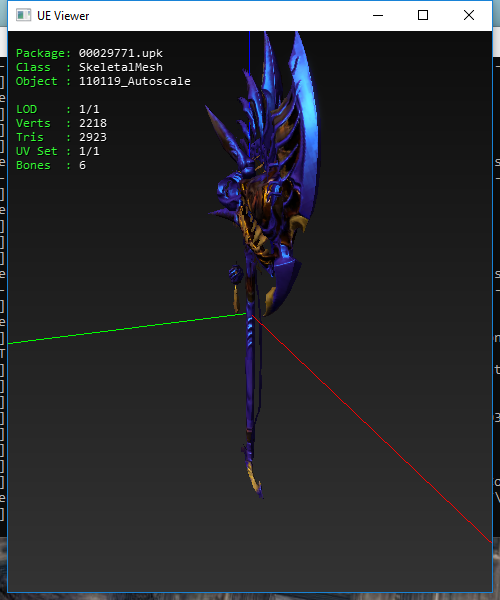 UE Viewer
Package: 00029771.upk
Class : SkeletalMesh
Object : 110119_Autoscale
LOD : 1/1
Verts : 2218
Tris : 2923
UV Set : 1/1
Bones : 6